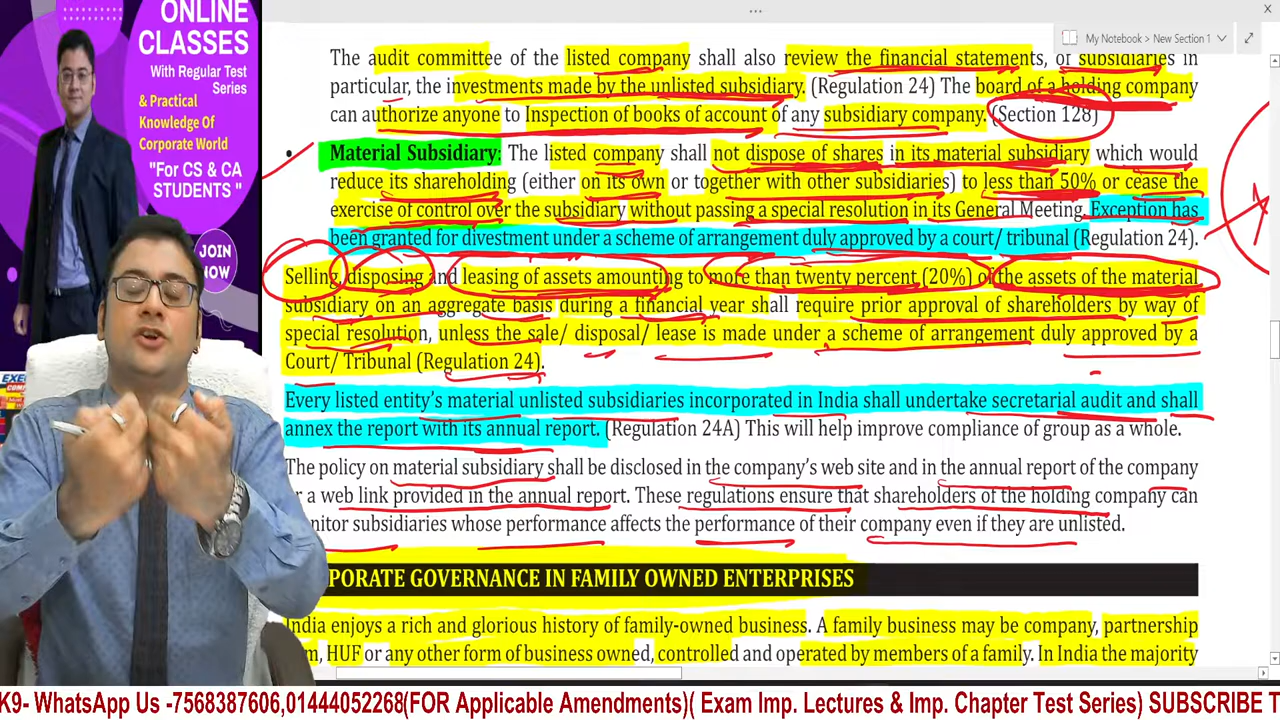 ONLINE
CLASSES
With Regular Test
Series
& Practical
Knowledge Of
Corporate World
"For CS & CA
STUDENTS "
JOIN
NOW
My Notebook > New Section 1
The audit committee of the listed company shall also review the financial statements, of subsidiaries in
particular, the investments made by the unlisted subsidiary. (Regulation 24) The board of a holding company
can authorize anyone to Inspection of books of account of any subsidiary company. (Section 128)
• Material Subsidiary: The listed company shall not dispose of shares in its material subsidiary which would
reduce its shareholding (either on its own or together with other subsidiaries) to less than 50% or cease the
exercise of control over the subsidiary without passing a special resolution in its General Meeting. Exception has
been granted for divestment under a scheme of arrangement duly approved by a court/ tribunal (Regulation 24).
Selling, disposing and leasing of assets amounting to more than twenty percent (20%) of the assets of the material
subsidiary on an aggregate basis during a financial year shall require prior approval of shareholders by way of
special resolution, unless the sale/ disposal/ lease is made under a scheme of arrangement duly approved by a
Court/ Tribunal (Regulation 24).
Every listed entity's material unlisted subsidiaries incorporated in India shall undertake secretarial audit and shall
annex the report with its annual report. (Regulation 24A) This will help improve compliance of group as a whole.
The policy on material subsidiary shall be disclosed in the company's web site and in the annual report of the company
a web link provided in the annual report. These regulations ensure that shareholders of the holding company can
nitor subsidiaries whose performance affects the performance of their company even if they are unlisted.
PORATE GOVERNANCE IN FAMILY OWNED ENTERPRISES
India enjoys a rich and glorious history of family-owned business. A family business may be company, partnership
m, HUF or any other form of business owned, controlled and operated by members of a family. In India the majority
K9- WhatsApp Us -7568387606,01444052268(FOR Applicable Amendments)( Exam Imp. Lectures & Imp. Chapter Test Series) SUBSCRIBE T